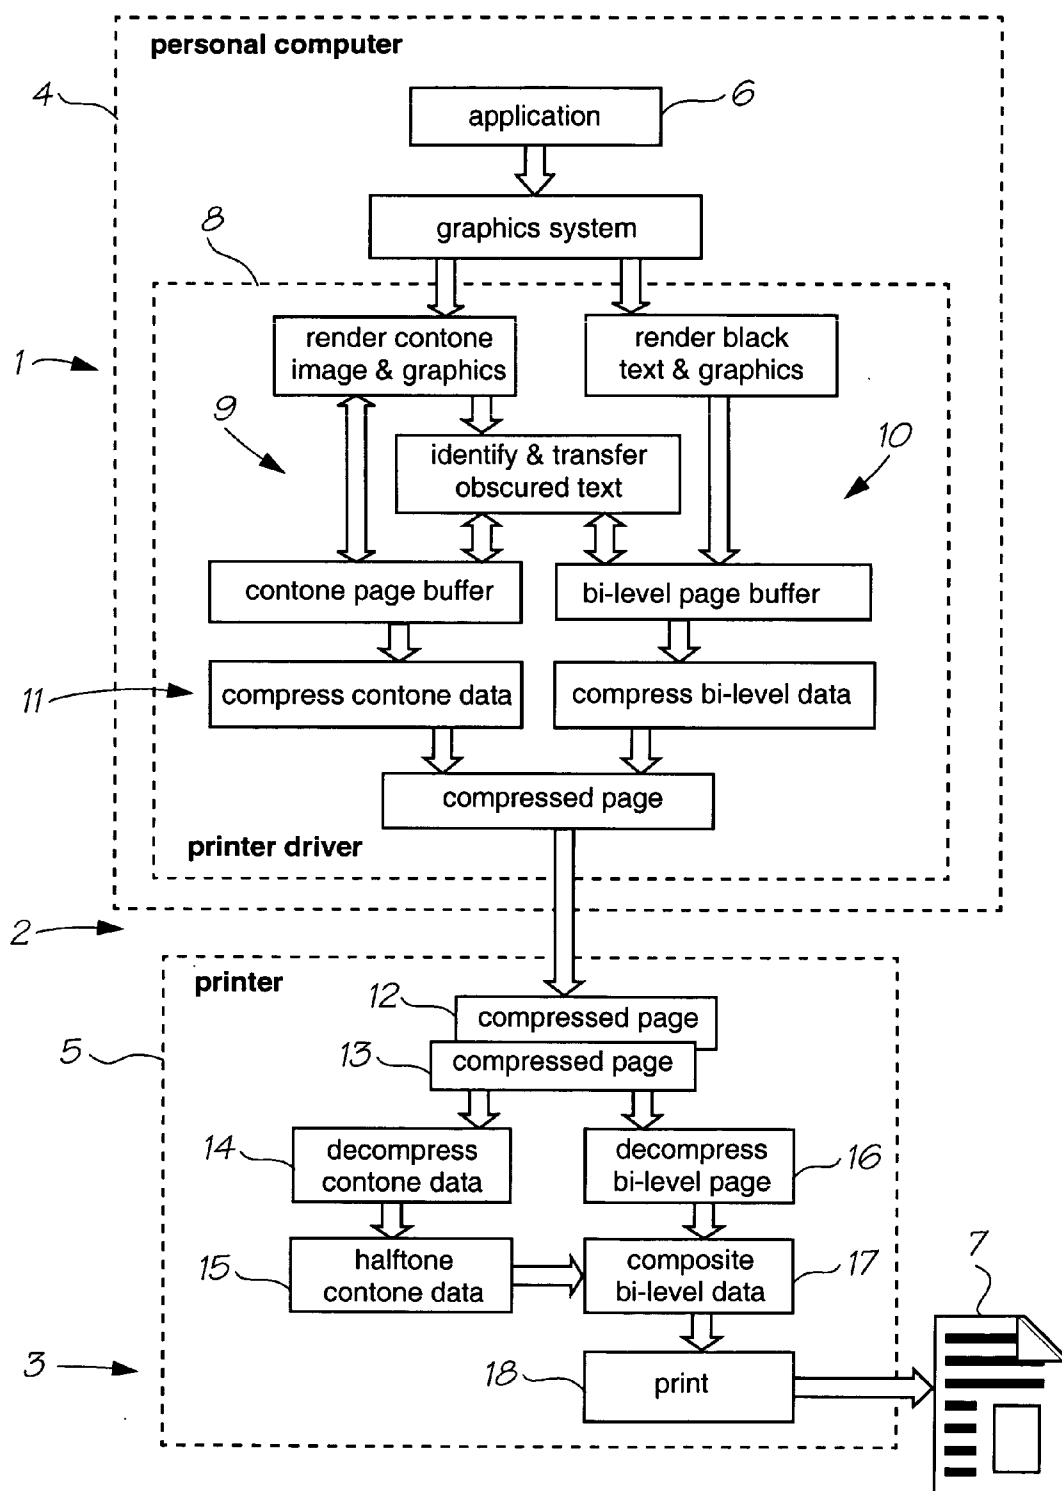 personal computer
4
application
6
graphics system
8
render contone
image & graphics
render black
text & graphics
1
9
identify & transfer
obscured text
10
contone page buffer
bi-level page buffer
11
compress contone data
compress bi-level data
compressed page
printer driver
2
printer
12
compressed page
5
13
compressed page
14
decompress
contone data
decompress
bi-level page
16
15
halftone
contone data
composite
bi-level data
17
7
3
18
print